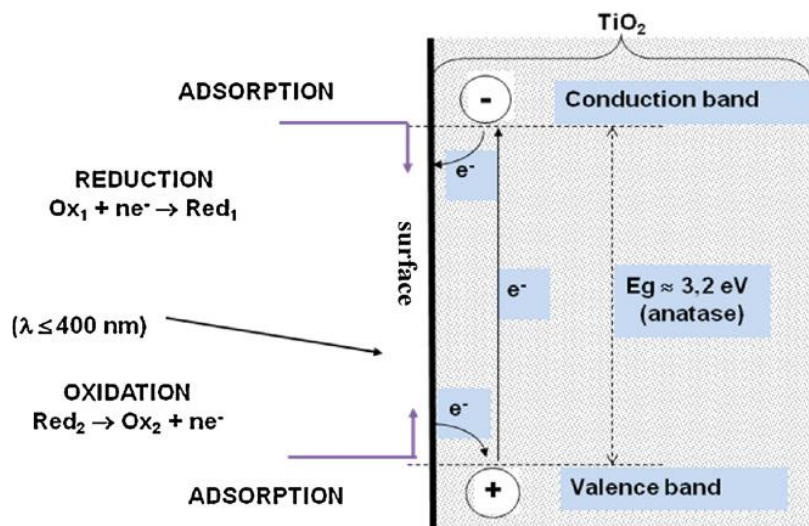 TiO₂
ADSORPTION
-
Conduction band
e⁻
REDUCTION
Ox₁ + ne⁻ → Red₁
surface
e⁻
Eg ≈ 3,2 eV
(anatase)
(λ ≤ 400 nm)
OXIDATION
Red₂ → Ox₂ + ne⁻
e⁻
ADSORPTION
+
Valence band